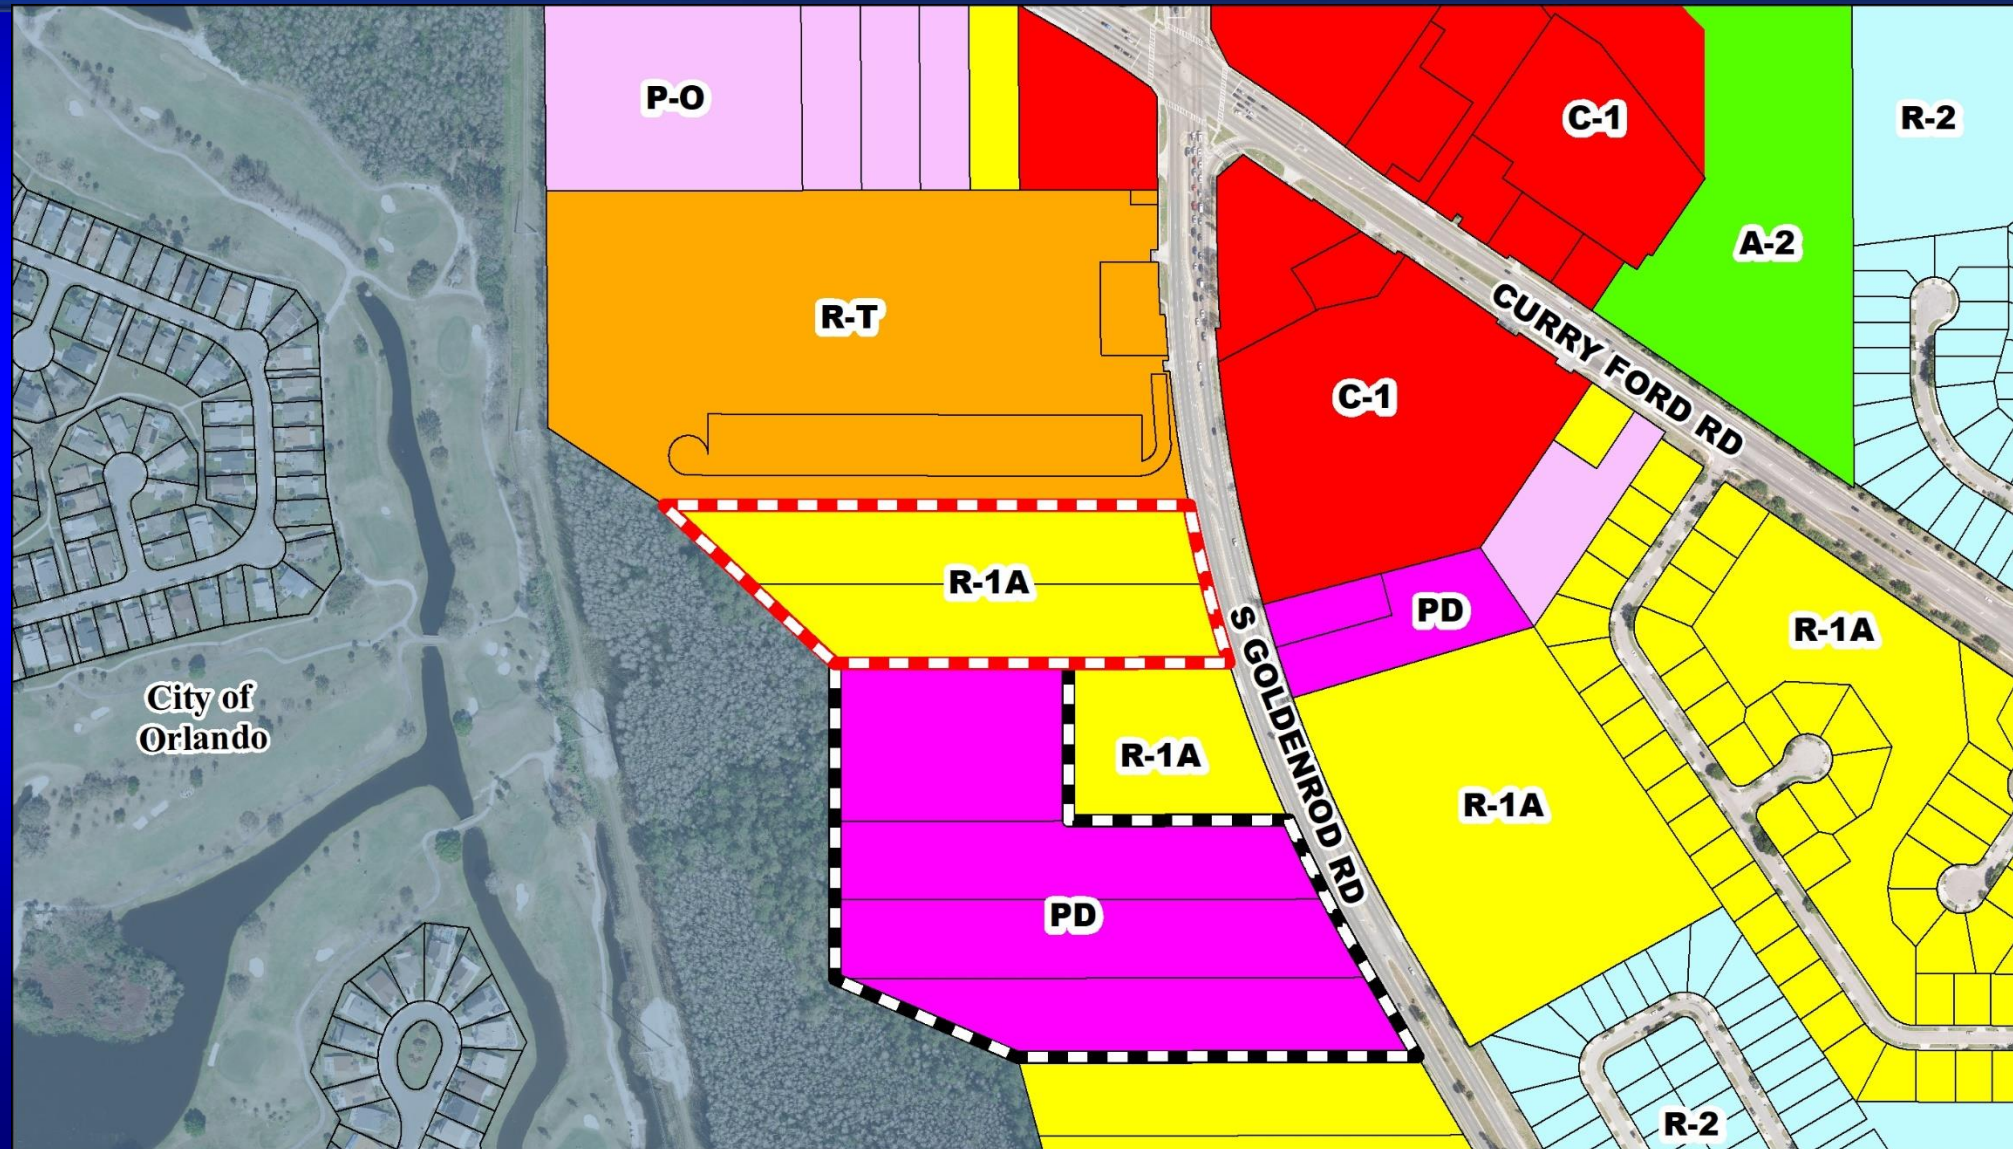 P-O
C-1
R-2
A-2
R-T
CURRY FORD RD
C-1
R-1A
PD
R-1A
S GOLDENROD RD
City of
Orlando
R-1A
R-1A
PD
R-2